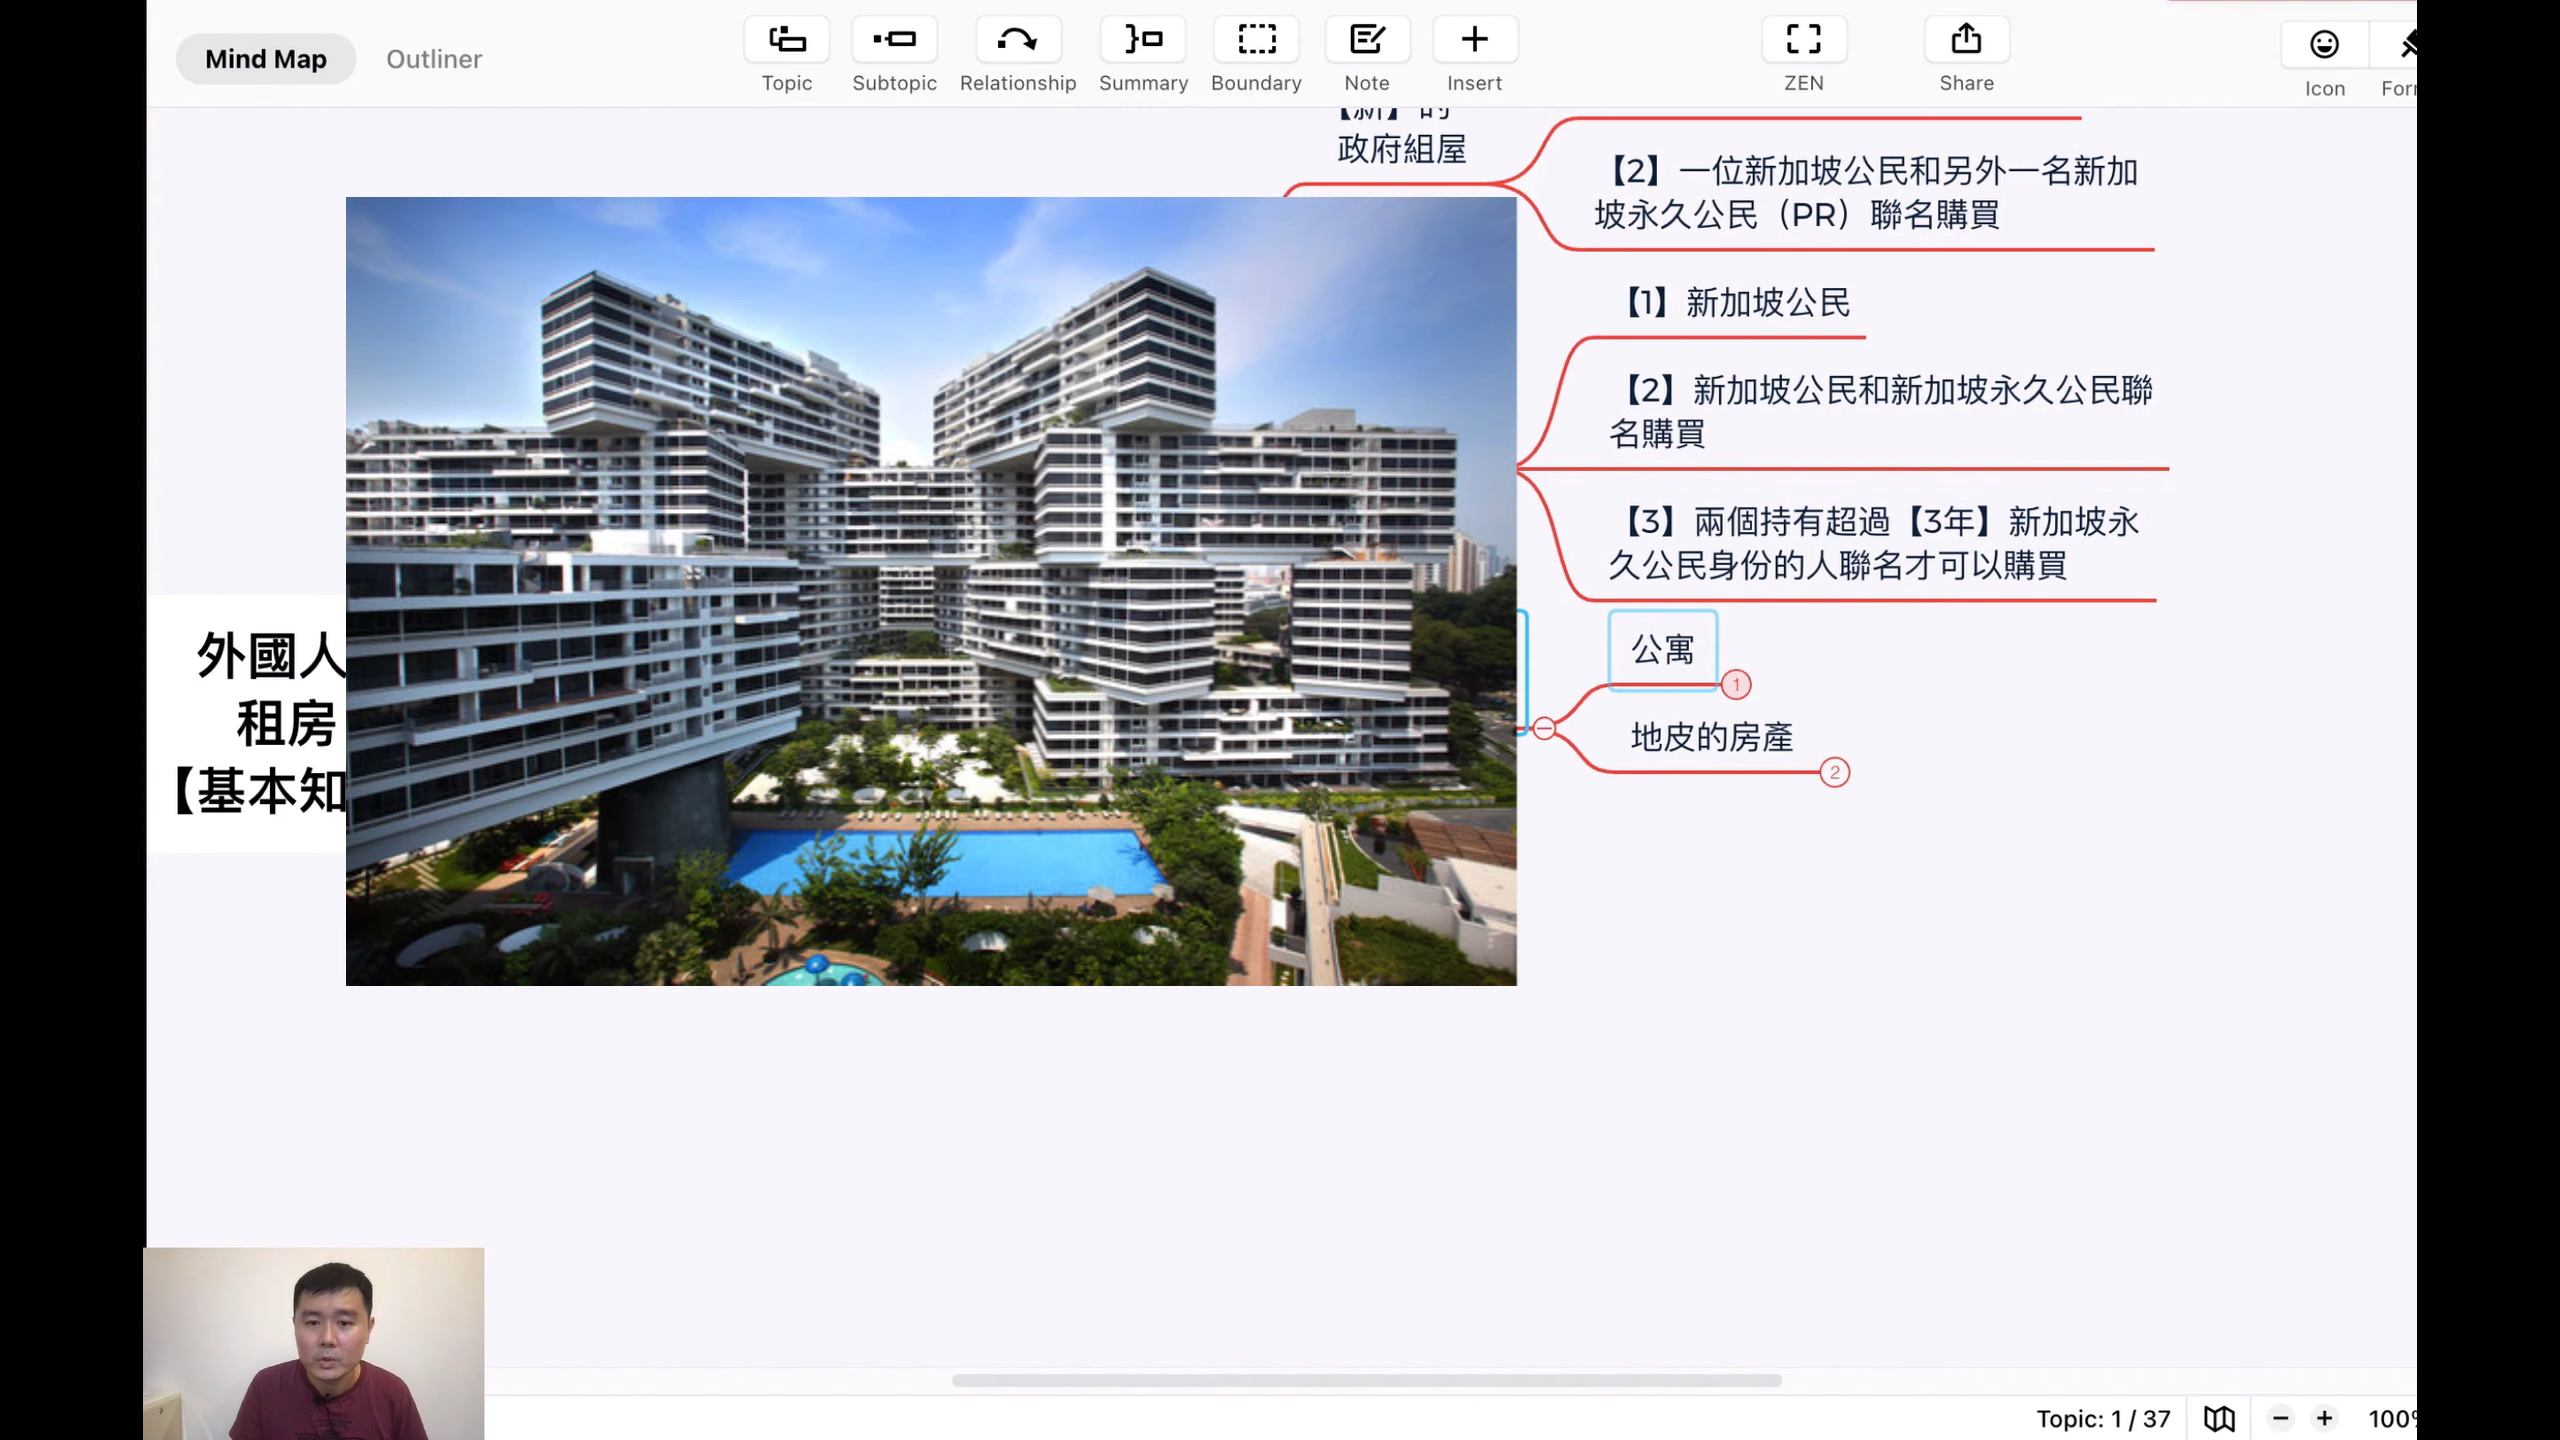 Mind Map
Outliner
Topic
Subtopic
Relationship
Summary
Boundary
Note
Insert
ZEN
Share
Icon
【新】的
政府組屋
【2】一位新加坡公民和另外一名新加
坡永久公民（PR）聯名購買
【1】新加坡公民
【2】新加坡公民和新加坡永久公民聯
名購買
【3】兩個持有超過【3年】新加坡永
久公民身份的人聯名才可以購買
公寓
1
地皮的房產
2
外國人
租房
【基本知
Topic: 1 / 37
100%